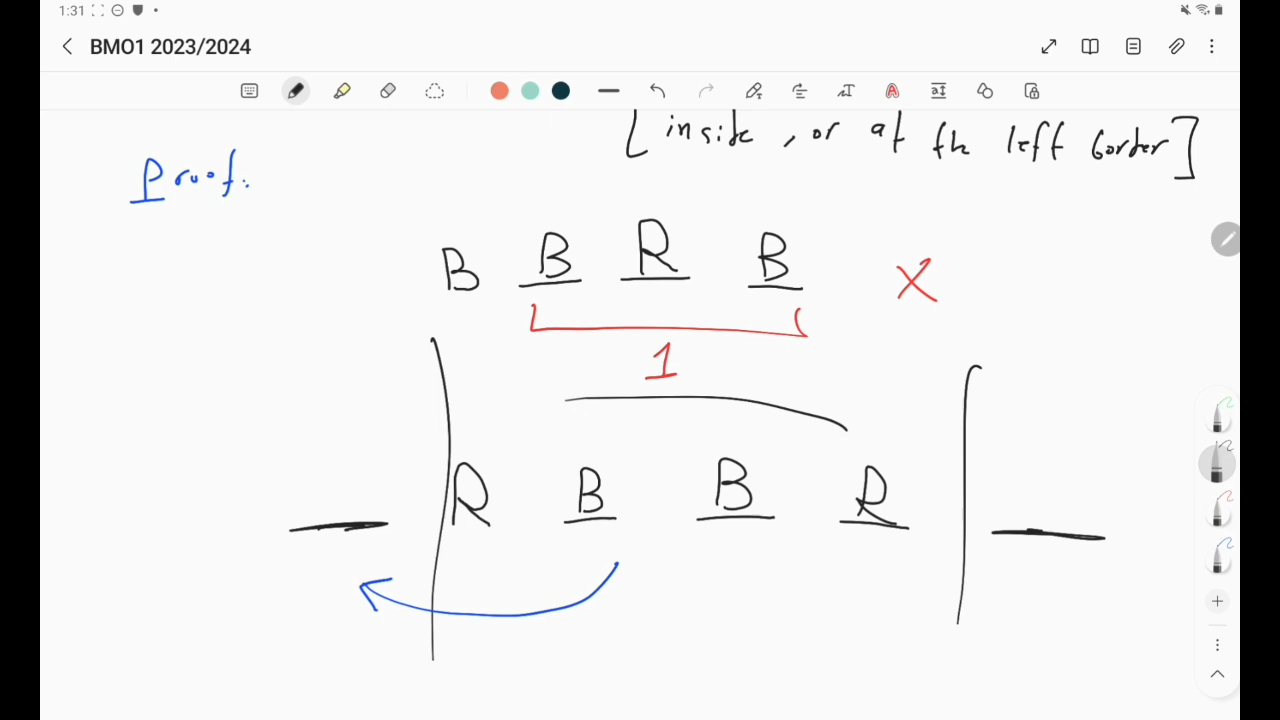 1:31
BMO1 2023/2024
[inside, or at the left border]
Proof:
B B R B X
1
R B B R